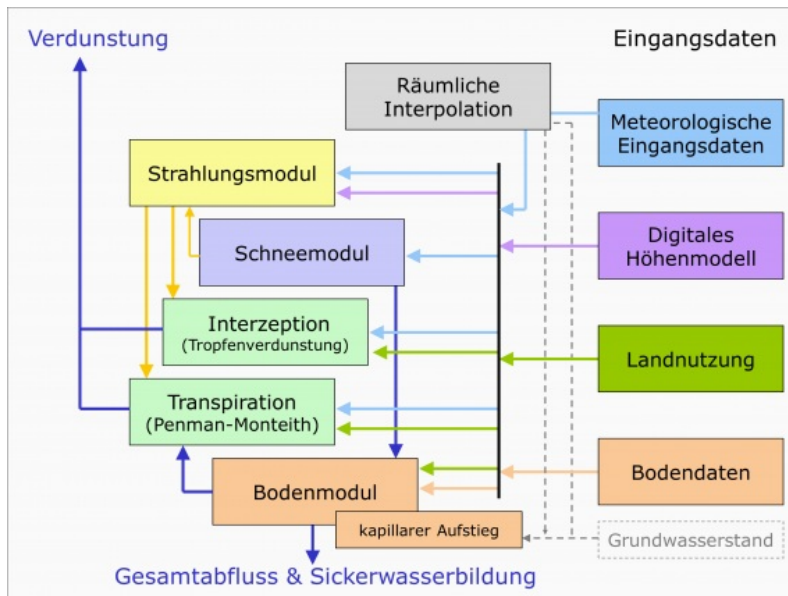 Verdunstung
Eingangsdaten
Räumliche
Interpolation
Meteorologische
Eingangsdaten
Strahlungsmodul
Schneemodul
Digitales
Höhenmodell
Interzeption
(Tropfenverdunstung)
Landnutzung
Transpiration
(Penman-Monteith)
Bodenmodul
Bodendaten
kapillarer Aufstieg
Grundwasserstand
Gesamtabfluss & Sickerwasserbildung